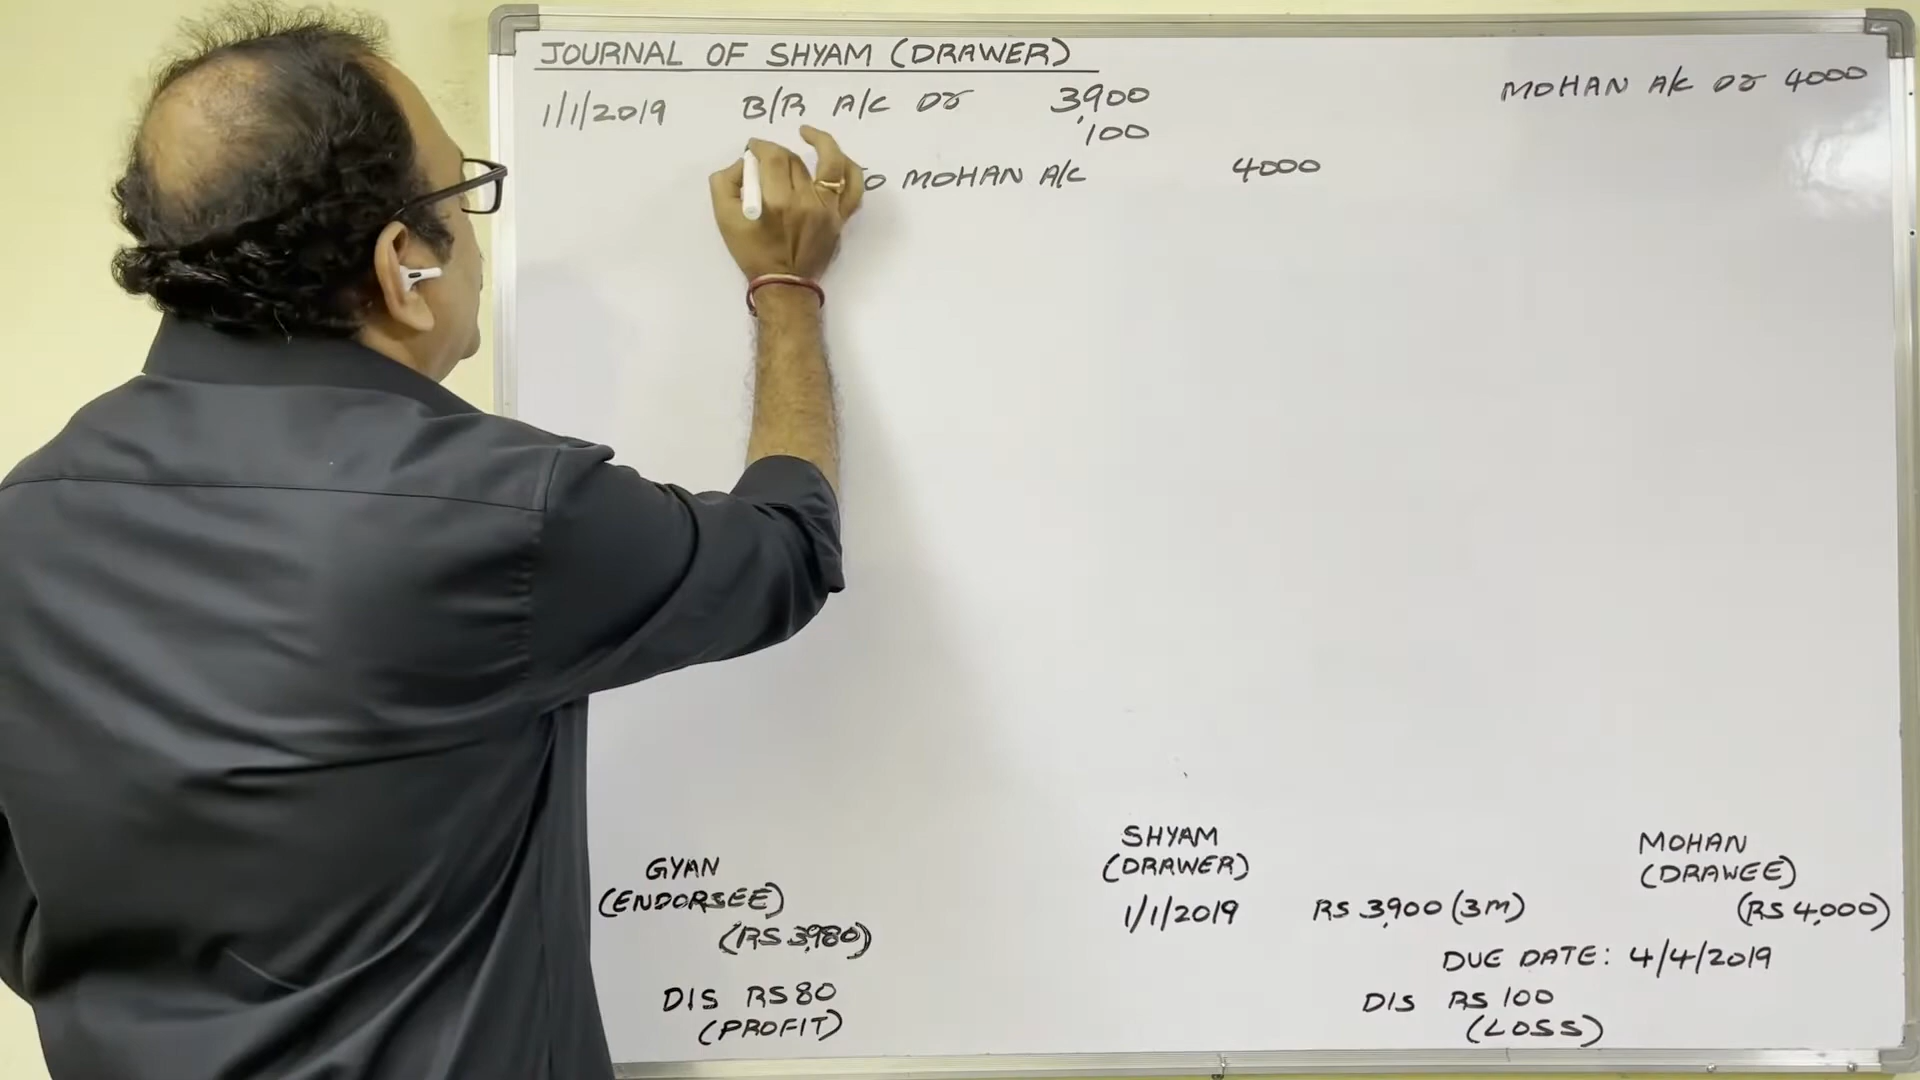 JOURNAL OF SHYAM (DRAWER)
MOHAN A/C Dr 4000
1/1/2019 B/R A/C Dr 3,900
100
MOHAN A/C 4000
GYAN
(ENDORSEE)
(RS 3,980)
DIS RS 80
(PROFIT)
SHYAM
(DRAWER)
1/1/2019 RS 3,900 (3M)
MOHAN
(DRAWEE)
(RS 4,000)
DUE DATE: 4/4/2019
DIS RS 100
(LOSS)